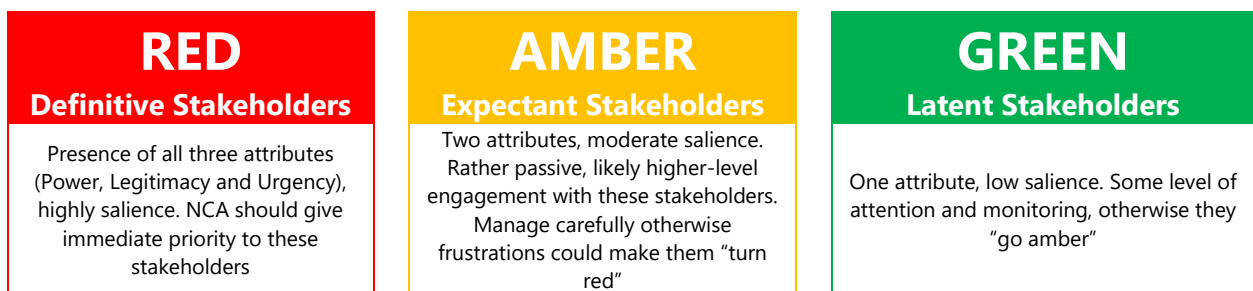 RED
Definitive Stakeholders
Presence of all three attributes
(Power, Legitimacy and Urgency),
highly salience. NCA should give
immediate priority to these
stakeholders
AMBER
Expectant Stakeholders
Two attributes, moderate salience.
Rather passive, likely higher-level
engagement with these stakeholders.
Manage carefully otherwise
frustrations could make them “turn
red”
GREEN
Latent Stakeholders
One attribute, low salience. Some level of
attention and monitoring, otherwise they
“go amber”